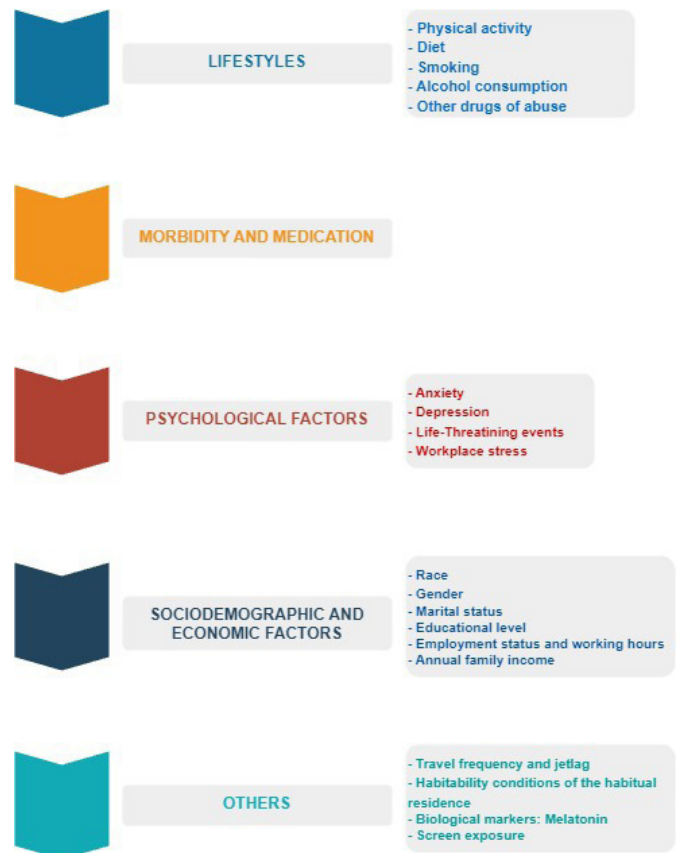 LIFESTYLES
- Physical activity
- Diet
- Smoking
- Alcohol consumption
- Other drugs of abuse
MORBIDITY AND MEDICATION
PSYCHOLOGICAL FACTORS
- Anxiety
- Depression
- Life-Threatining events
- Workplace stress
SOCIODEMOGRAPHIC AND
ECONOMIC FACTORS
- Race
- Gender
- Marital status
- Educational level
- Employment status and working hours
- Annual family income
OTHERS
- Travel frequency and jetlag
- Habitability conditions of the habitual
residence
- Biological markers: Melatonin
- Screen exposure